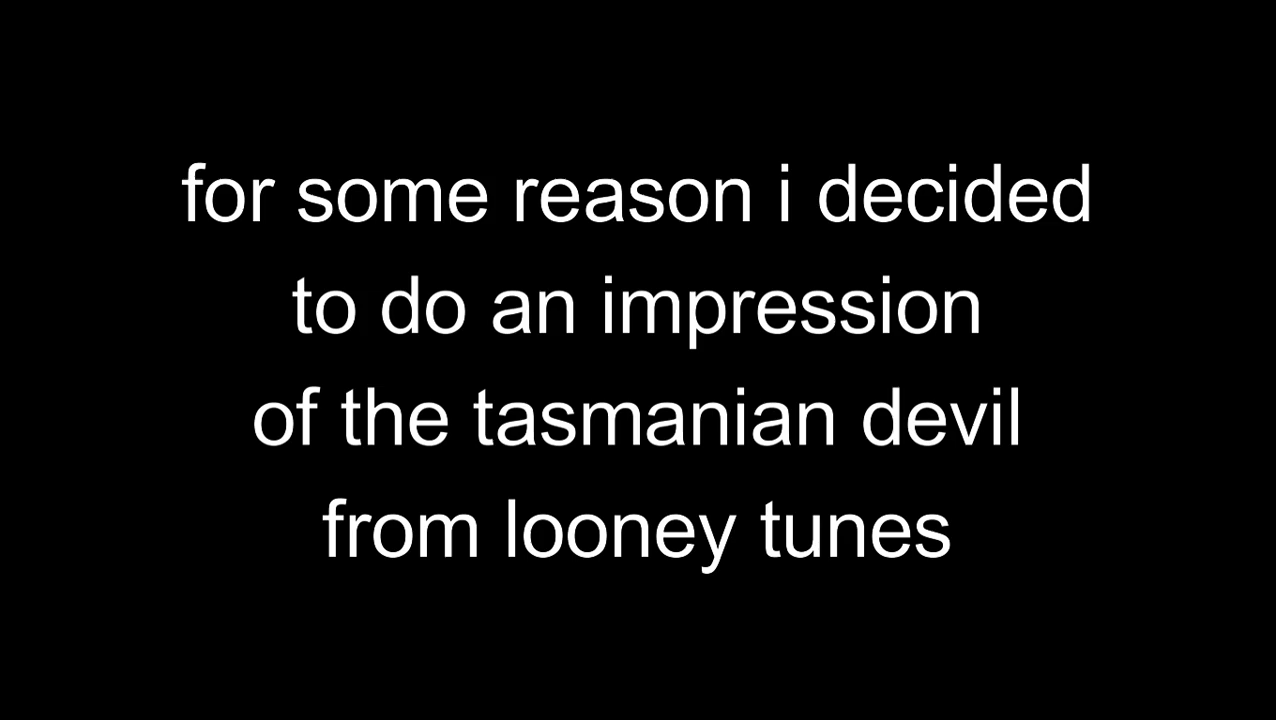 for some reason i decided
to do an impression
of the tasmanian devil
from looney tunes